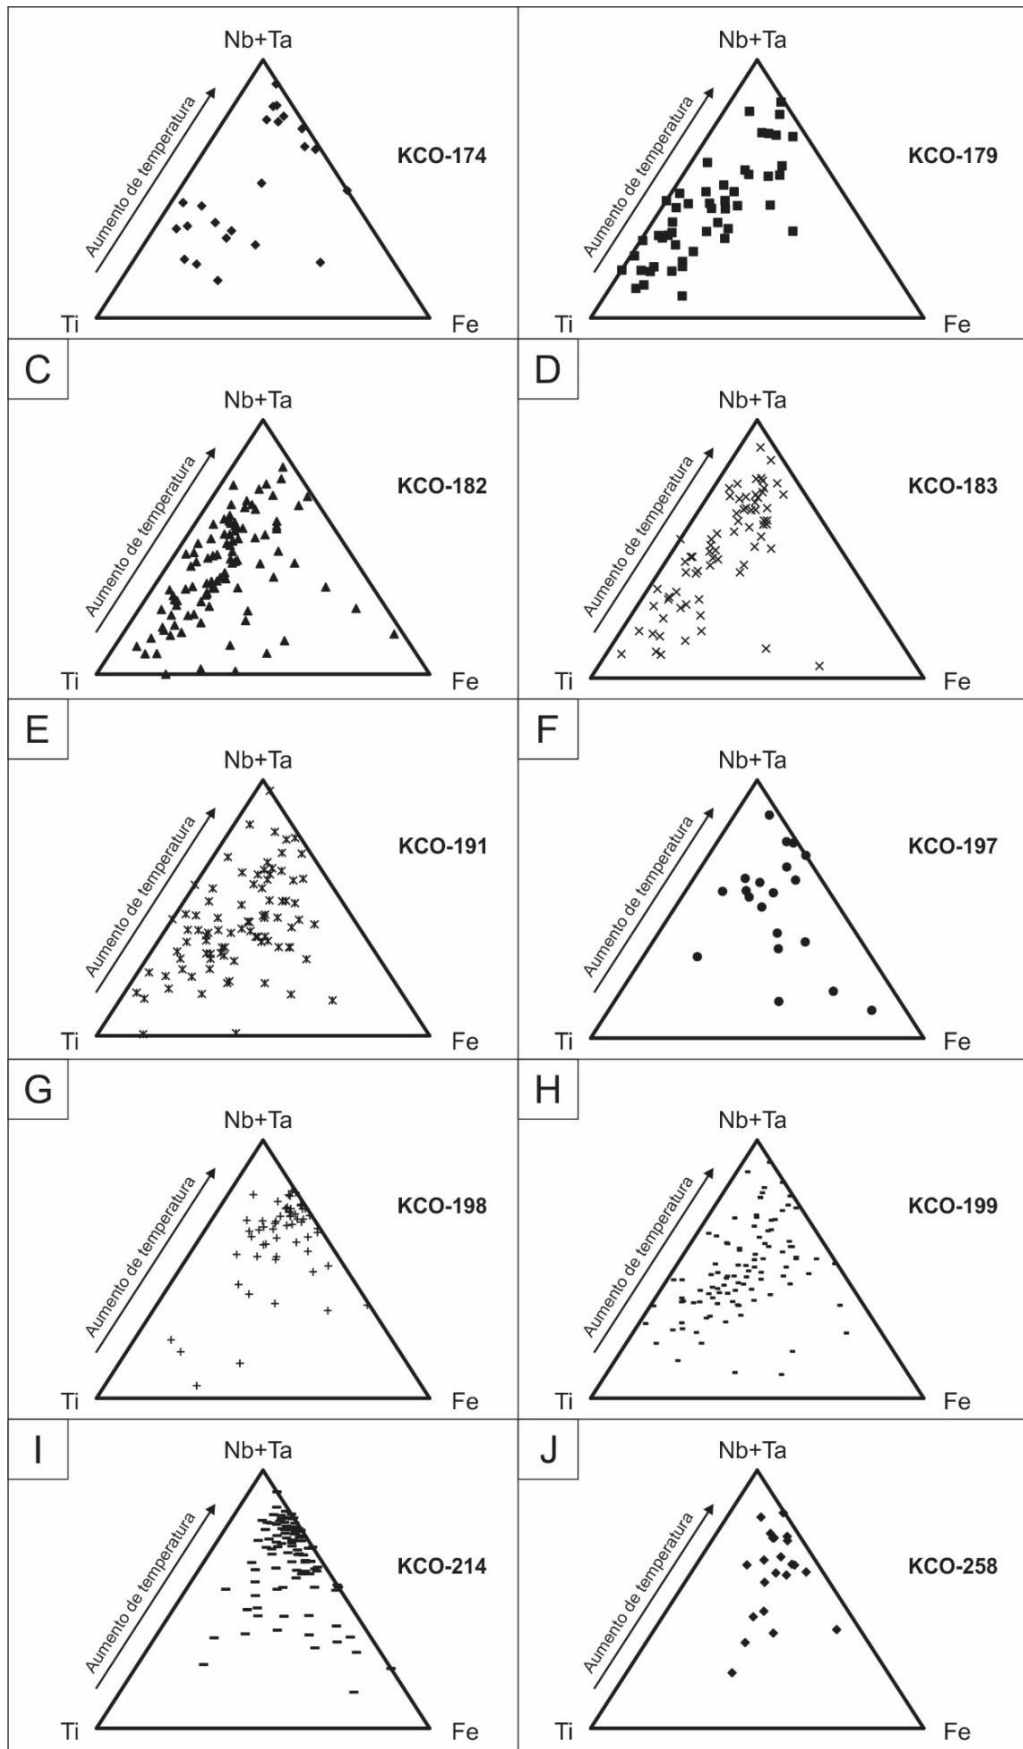 Nb+Ta
Aumento de temperatura
KCO-174
Ti
Fe
Nb+Ta
Aumento de temperatura
KCO-179
Ti
Fe
C
Nb+Ta
Aumento de temperatura
KCO-182
Ti
Fe
D
Nb+Ta
Aumento de temperatura
KCO-183
Ti
Fe
E
Nb+Ta
Aumento de temperatura
KCO-191
Ti
Fe
F
Nb+Ta
Aumento de temperatura
KCO-197
Ti
Fe
G
Nb+Ta
Aumento de temperatura
KCO-198
Ti
Fe
H
Nb+Ta
Aumento de temperatura
KCO-199
Ti
Fe
I
Nb+Ta
Aumento de temperatura
KCO-214
Ti
Fe
J
Nb+Ta
Aumento de temperatura
KCO-258
Ti
Fe